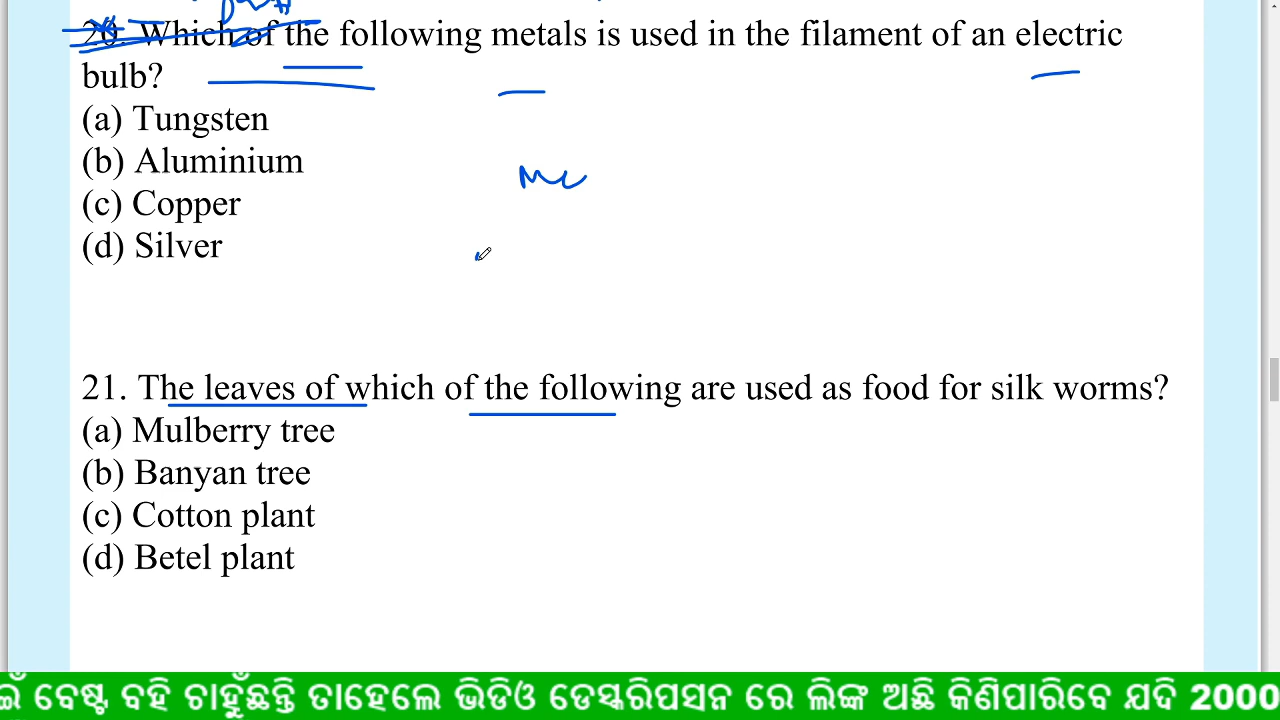 20. Which of the following metals is used in the filament of an electric
bulb?
(a) Tungsten
(b) Aluminium
(c) Copper
(d) Silver
21. The leaves of which of the following are used as food for silk worms?
(a) Mulberry tree
(b) Banyan tree
(c) Cotton plant
(d) Betel plant
ବେଷ୍ଟ ବହି ଚାହୁଁଛନ୍ତି ତାହେଲେ ଭିଡିଓ ଡେସ୍କରିପସନ ରେ ଲିଙ୍କ ଅଛି କିଣିପାରିବେ ଯଦି 2000